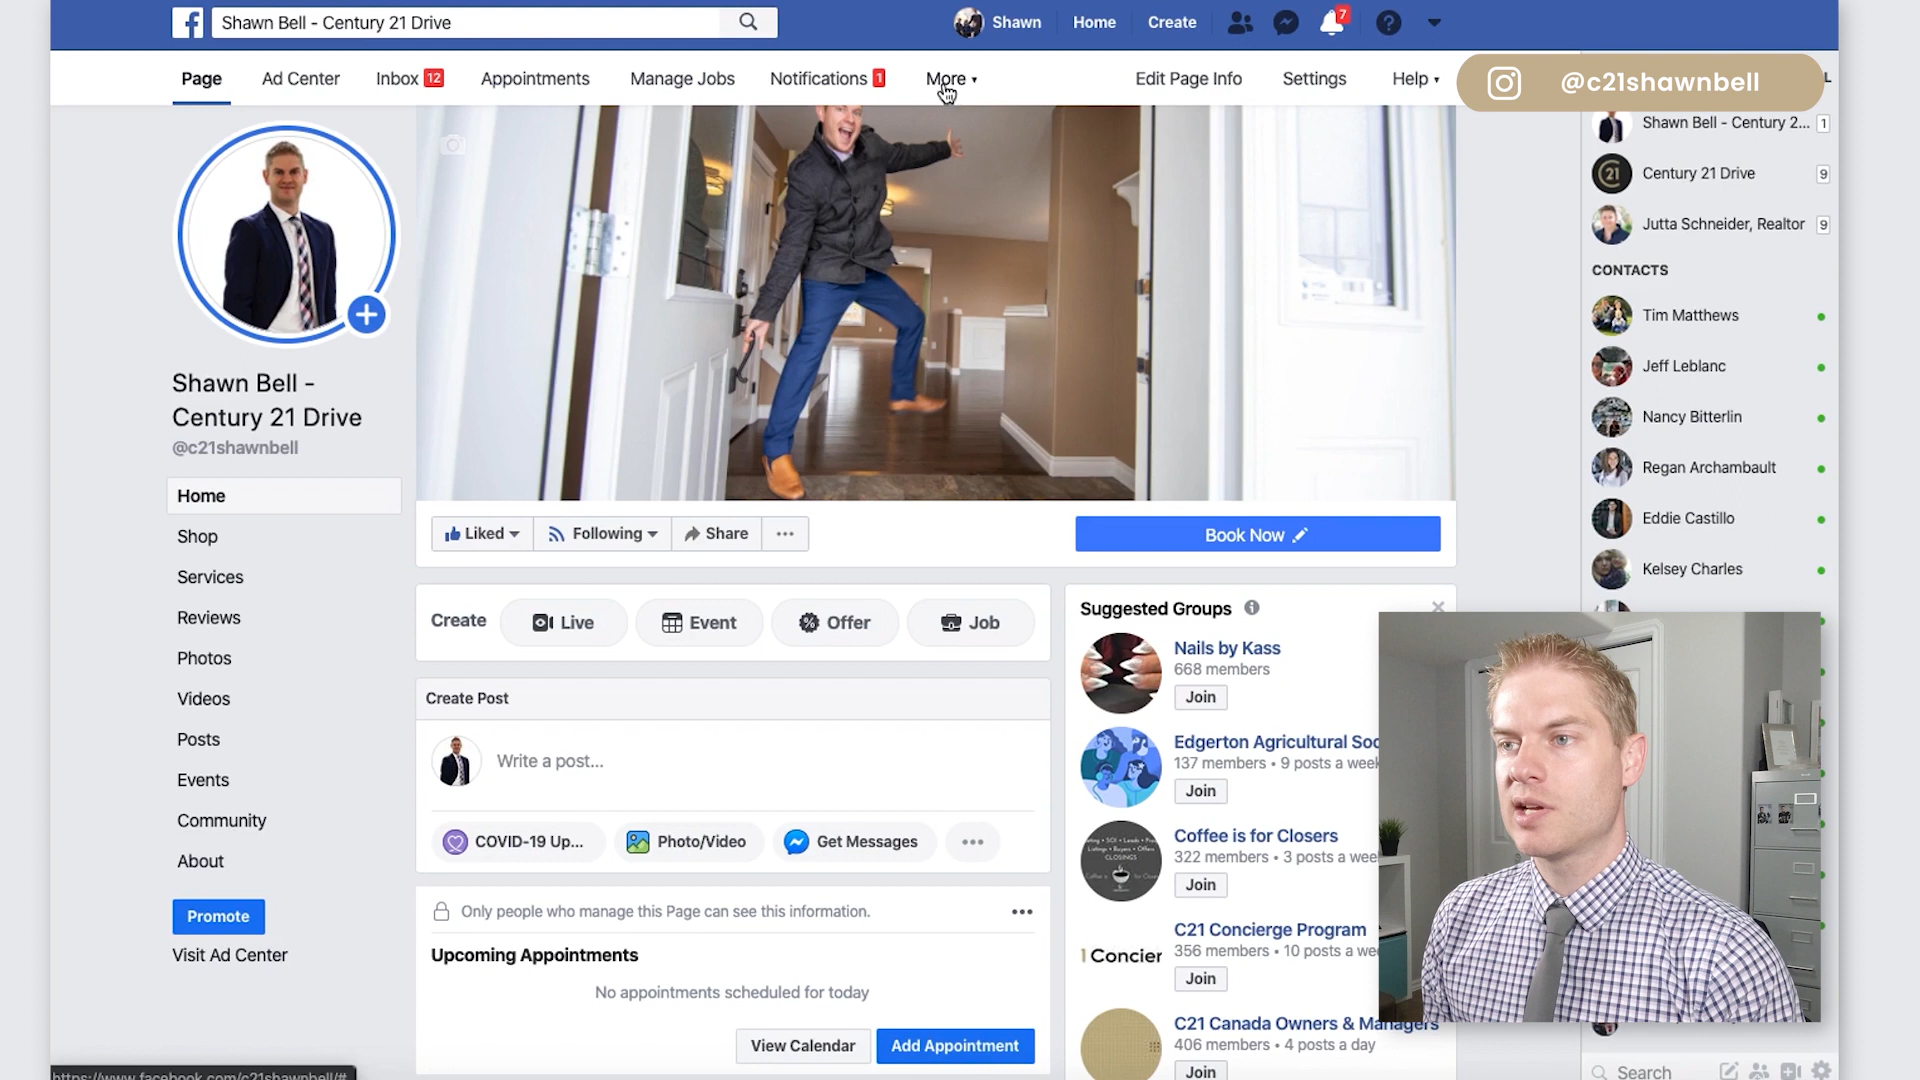 Shawn Bell - Century 21 Drive
Shawn
Home
Create
7
Page
Ad Center
Inbox 12
Appointments
Manage Jobs
Notifications 1
More
Edit Page Info
Settings
Help
@c21shawnbell
Shawn Bell - Century 2... 1
Century 21 Drive 9
Jutta Schneider, Realtor 9
CONTACTS
Tim Matthews
Jeff Leblanc
Nancy Bitterlin
Regan Archambault
Eddie Castillo
Kelsey Charles
Shawn Bell -
Century 21 Drive
@c21shawnbell
Home
Shop
Services
Reviews
Photos
Videos
Posts
Events
Community
About
Promote
Visit Ad Center
Liked
Following
Share
Book Now
Create
Live
Event
Offer
Job
Create Post
Write a post...
COVID-19 Up...
Photo/Video
Get Messages
Only people who manage this Page can see this information.
Upcoming Appointments
No appointments scheduled for today
View Calendar
Add Appointment
Suggested Groups
Nails by Kass
668 members
Join
Edgerton Agricultural Soc
137 members • 9 posts a week
Join
Coffee is for Closers
322 members • 3 posts a wee
Join
C21 Concierge Program
356 members • 10 posts a we
Join
C21 Canada Owners & Managers
406 members • 4 posts a day
Join
Search
https://www.facebook.com/c21shawnbell/#